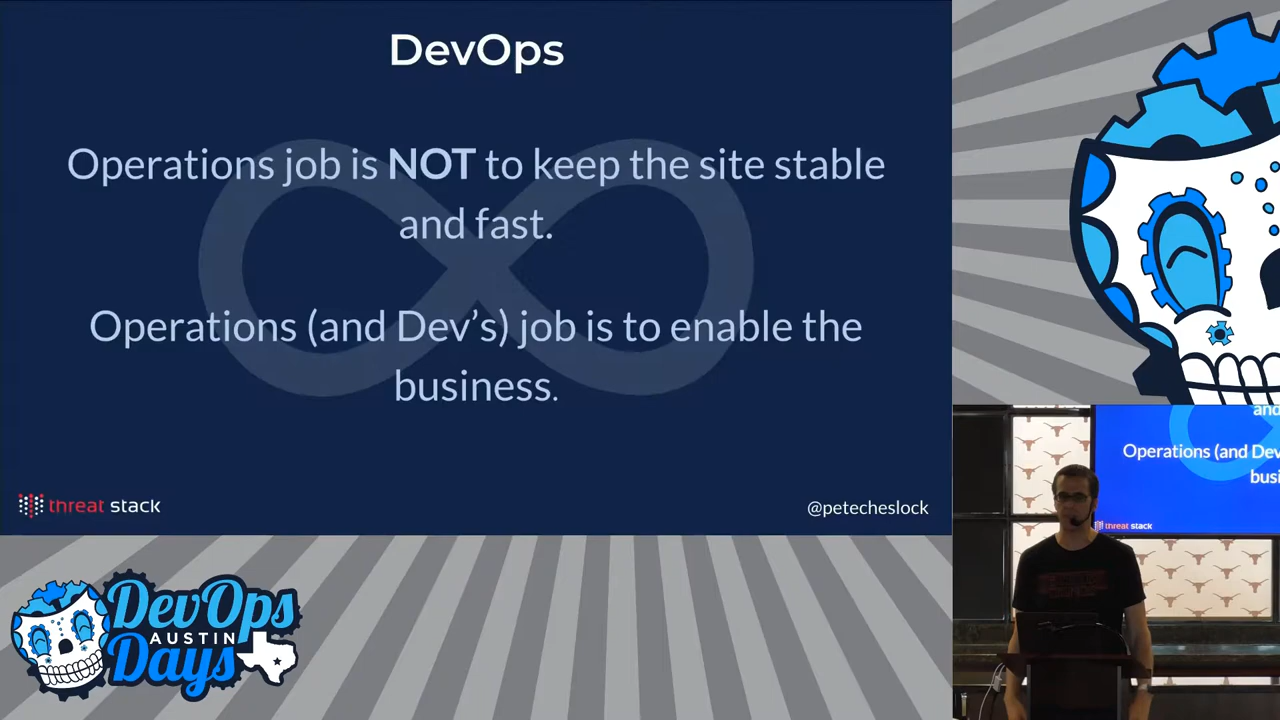 DevOps
Operations job is NOT to keep the site stable
and fast.
Operations (and Dev's) job is to enable the
business.
threat stack
@petecheslock
DevOps
AUSTIN
Days
and
Operations (and Dev
busi
threat stack